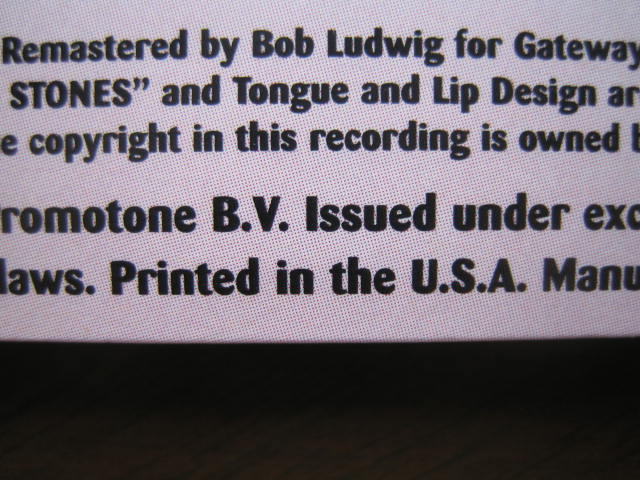 Remastered by Bob Ludwig for Gateway
STONES” and Tongue and Lip Design ar
e copyright in this recording is owned b
romotone B.V. Issued under exc
laws. Printed in the U.S.A. Manu